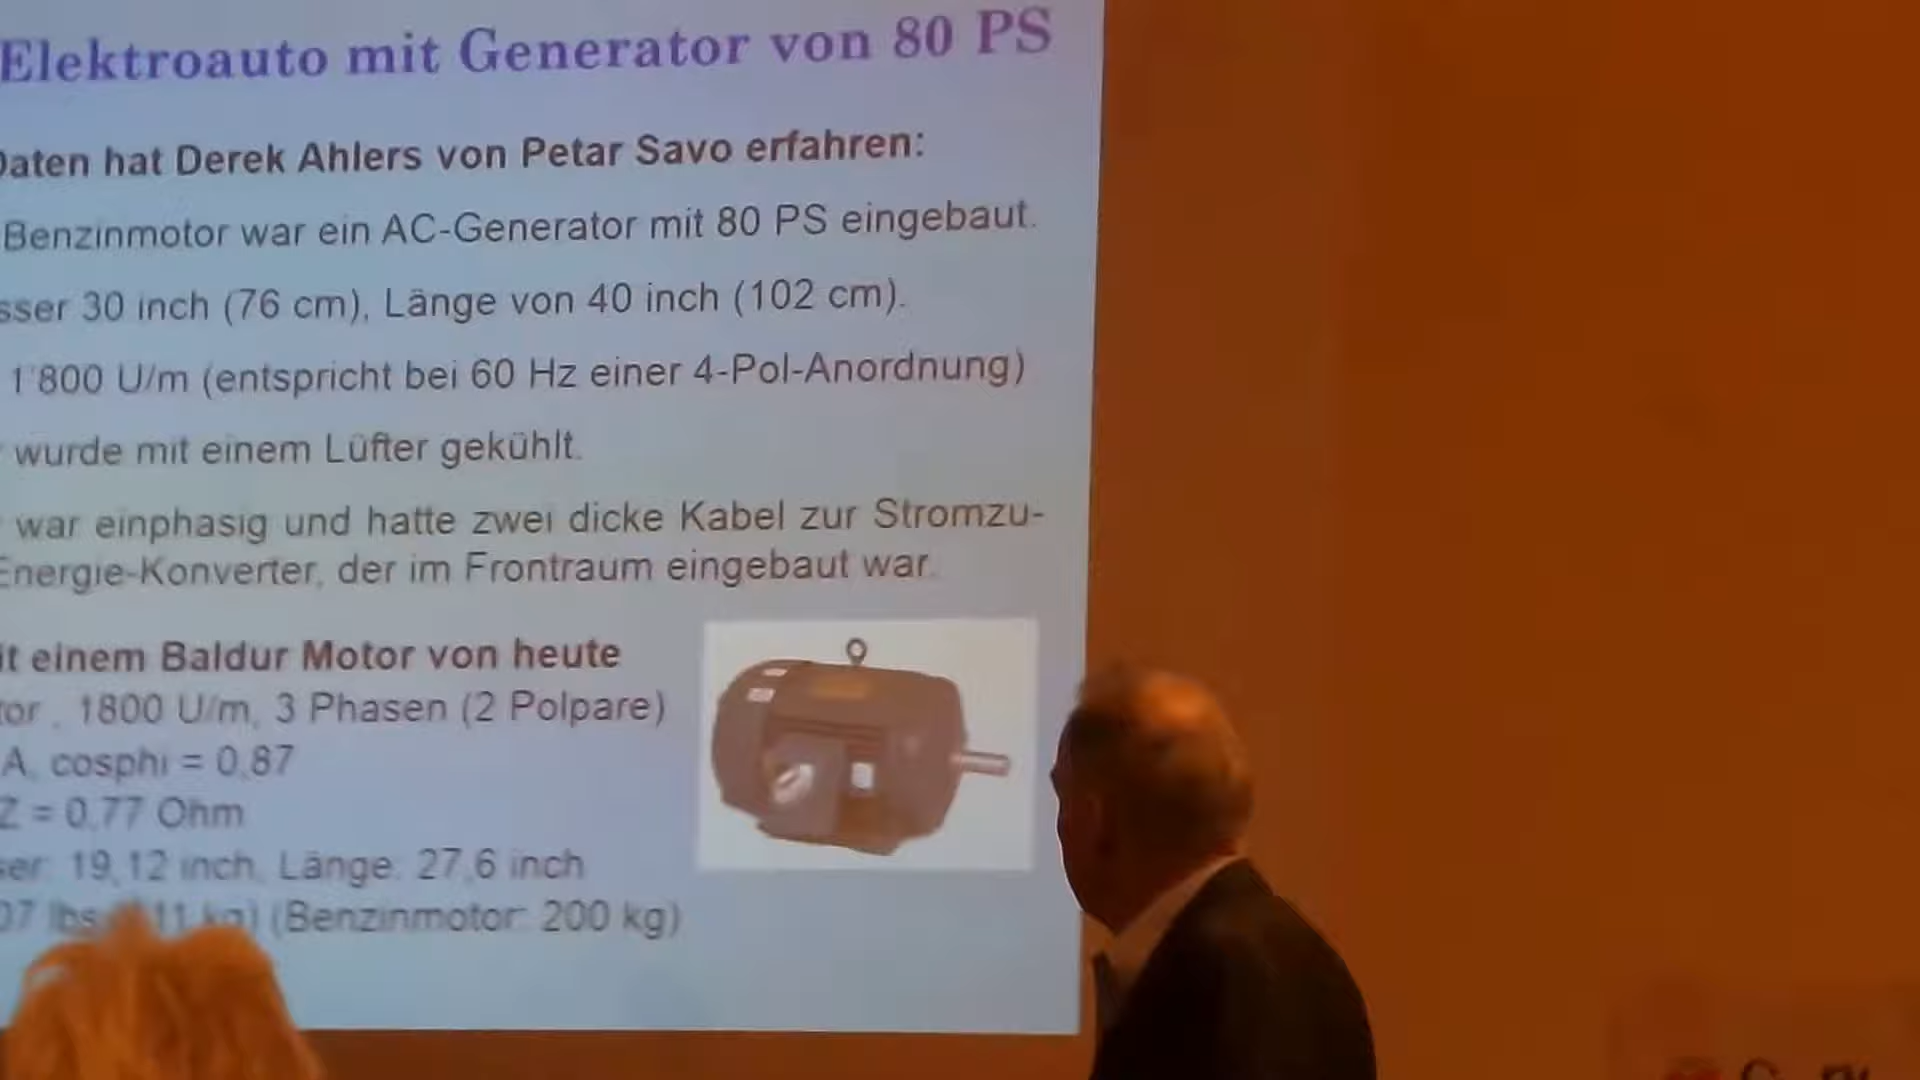 Elektroauto mit Generator von 80 PS
Daten hat Derek Ahlers von Petar Savo erfahren:
Benzinmotor war ein AC-Generator mit 80 PS eingebaut.
sser 30 inch (76 cm), Länge von 40 inch (102 cm).
1'800 U/m (entspricht bei 60 Hz einer 4-Pol-Anordnung)
wurde mit einem Lüfter gekühlt.
war einphasig und hatte zwei dicke Kabel zur Stromzu-
Energie-Konverter, der im Frontraum eingebaut war.
it einem Baldur Motor von heute
tor , 1800 U/m, 3 Phasen (2 Polpare)
A, cosphi = 0,87
Z = 0,77 Ohm
ser: 19,12 inch, Länge: 27,6 inch
07 lbs 11 kg) (Benzinmotor: 200 kg)